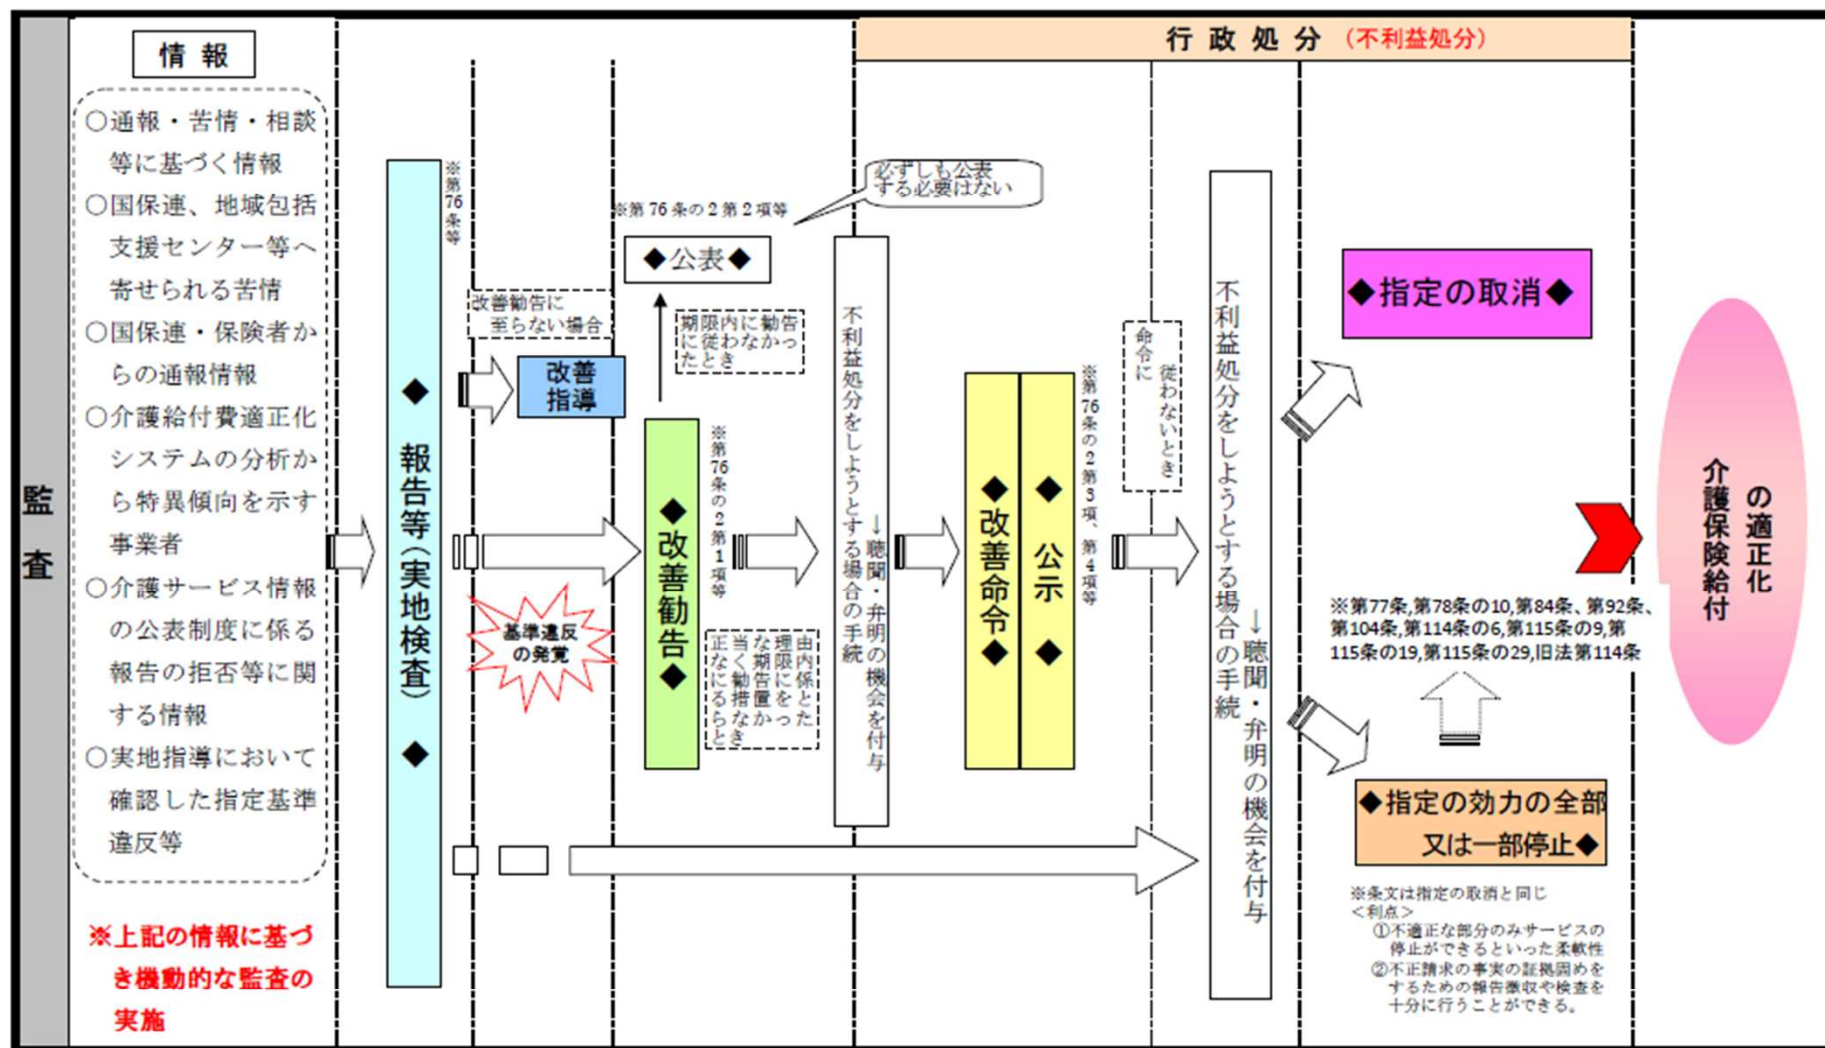 監査
情報
○通報・苦情・相談
等に基づく情報
○国保連、地域包括
支援センター等へ
寄せられる苦情
○国保連・保険者か
らの通報情報
○介護給付費適正化
システムの分析か
ら特異傾向を示す
事業者
○介護サービス情報
の公表制度に係る
報告の拒否等に関
する情報
○実地指導において
確認した指定基準
違反等
※上記の情報に基づ
き機動的な監査の
実施
◆報告等(実地検査)◆
※第76条等
改善勧告に
至らない場合
改善
指導
基準違反
の発覚
※第76条の2第2項等
◆公表◆
必ずしも公表
する必要はない
期限内に勧告
に従わなかっ
たとき
◆改善勧告◆
※第76条の2第1項等
正当な理由
なく期限内
に勧告に係
る措置をと
らなかった
とき
不利益処分をしようとする場合の手続
→聴聞・弁明の機会を付与
行政処分(不利益処分)
◆改善命令◆
◆公示◆
※第76条の2第3項、第4項等
命令に
従わないとき
不利益処分をしようとする場合の手続
→聴聞・弁明の機会を付与
◆指定の取消◆
※第77条,第78条の10,第84条、第92条、
第104条,第114条の6,第115条の9,第
115条の19,第115条の29,旧法第114条
◆指定の効力の全部
又は一部停止◆
※条文は指定の取消と同じ
<利点>
①不適正な部分のみサービスの
停止ができるといった柔軟性
②不正請求の事実の証拠固めを
するための報告徴収や検査を
十分に行うことができる。
介護保険給付
の適正化